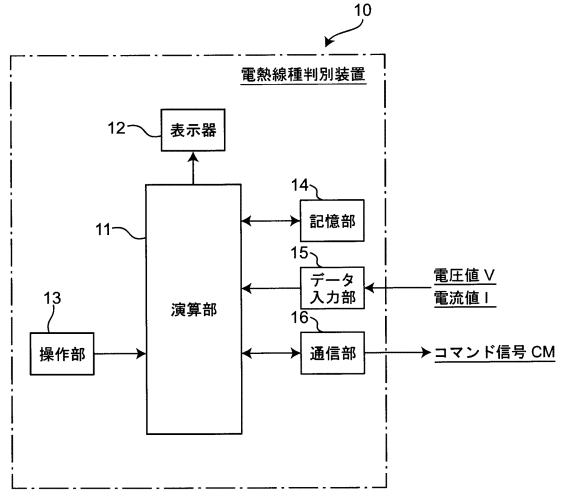 10
電熱線種判別装置
12
表示器
14
記憶部
11
15
データ
入力部
電圧値 V
電流値 I
演算部
13
操作部
16
通信部
コマンド信号 CM